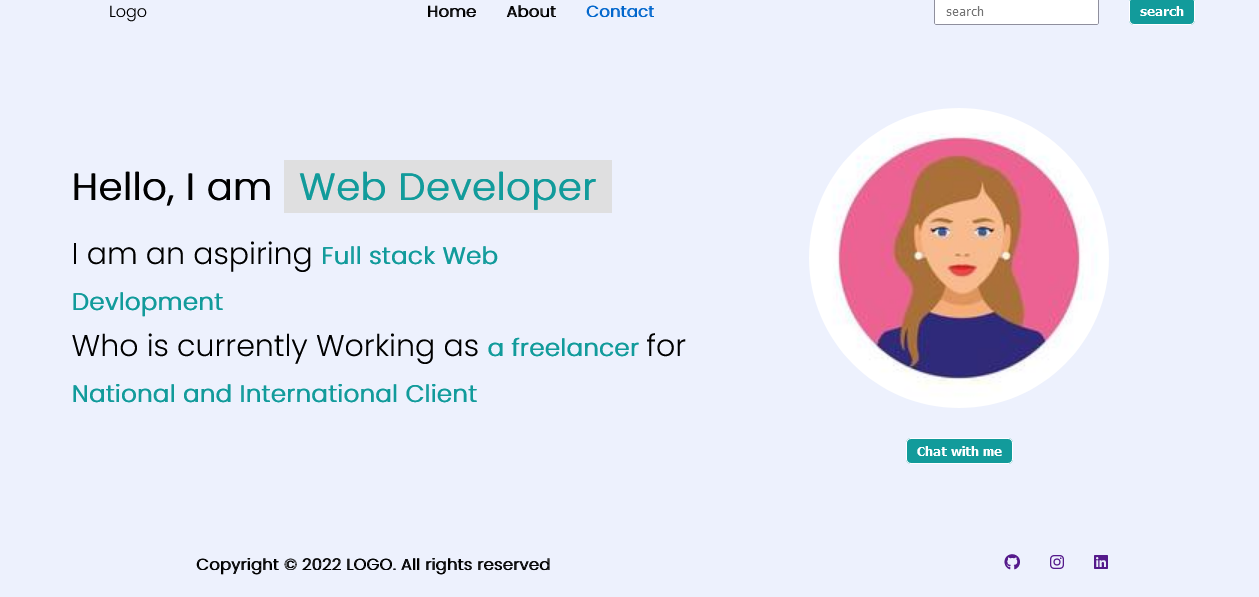 Logo Home About Contact search search
Hello, I am Web Developer
I am an aspiring Full stack Web
Devlopment
Who is currently Working as a freelancer for
National and International Client
Chat with me
Copyright © 2022 LOGO. All rights reserved
in